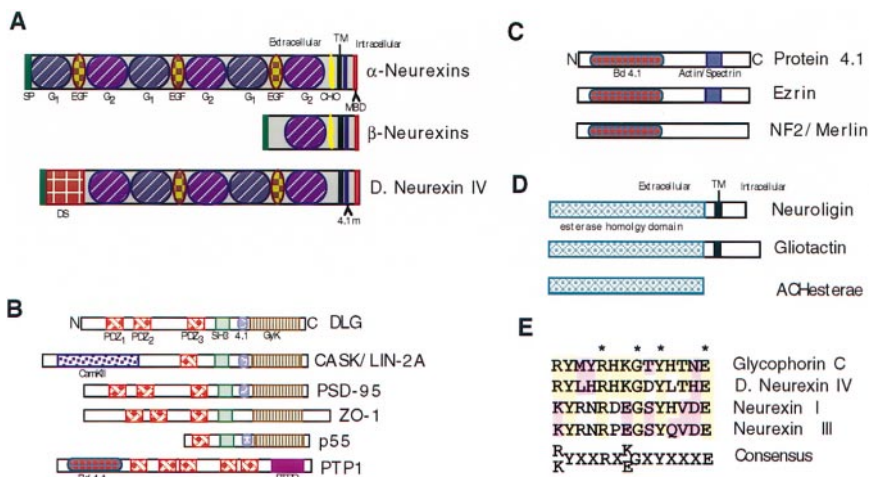 A
Extracellular TM Intracellular
α-Neurexins
SP G1 EGF G2 G1 EGF G2 G1 EGF G2 CHO MBD
β-Neurexins
D. Neurexin IV
DS 4.1m
B
N C DLG
PDZ1 PDZ2 PDZ3 SH3 4.1 GyK
CASK/LIN-2A
CamKII
PSD-95
ZO-1
p55
PTP1
C
N C Protein 4.1
Bd 4.1 Actin/Spectrin
Ezrin
NF2/Merlin
D
Extracellular TM Intracellular
Neuroligin
esterase homolgy domain
Gliotactin
ACHesterae
E
* * * *
RYMYRHKGTYHTNE Glycophorin C
RYLHRHKGDYLTHE D. Neurexin IV
KYRNRDEGSYHVDE Neurexin I
KYRNRPEGSYQVDE Neurexin III
R K
YXXRX GXYXXXE Consensus
K E